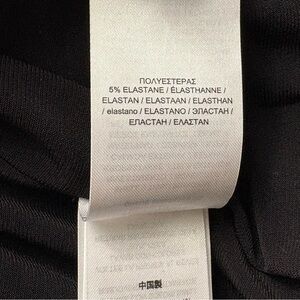 ΠΟΛΥΕΣΤΕΡΑΣ
5% ELASTANE / ÉLASTHANNE /
ELASTAN / ELASTAAN / ELASTHAN
/ elastano / ELASTANO / ЭЛАСТАН /
ЕЛАСТАН / ΕΛΑΣΤΑΝ
中国製